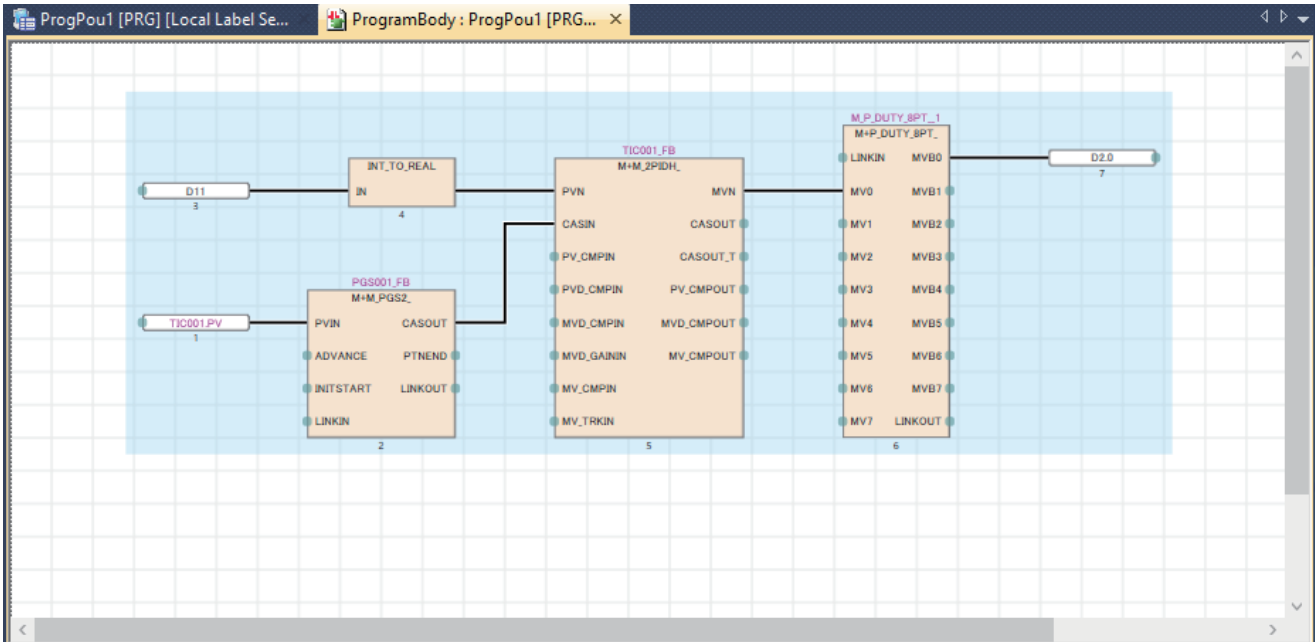 ProgPou1 [PRG] [Local Label Se...
ProgramBody : ProgPou1 [PRG...
M_P_DUTY_8PT_1
M+P_DUTY_8PT_
LINKIN MVB0
MV0 MVB1
MV1 MVB2
MV2 MVB3
MV3 MVB4
MV4 MVB5
MV5 MVB6
MV6 MVB7
MV7 LINKOUT
6
D2.0
7
TIC001_FB
M+M_2PIDH_
PVN MVN
CASIN CASOUT
PV_CMPIN CASOUT_T
PVD_CMPIN PV_CMPOUT
MVD_CMPIN MVD_CMPOUT
MVD_GAININ MV_CMPOUT
MV_CMPIN
MV_TRKIN
5
INT_TO_REAL
IN
4
D11
3
PGS001_FB
M+M_PGS2_
PVIN CASOUT
ADVANCE PTNEND
INITSTART LINKOUT
LINKIN
2
TIC001.PV
1